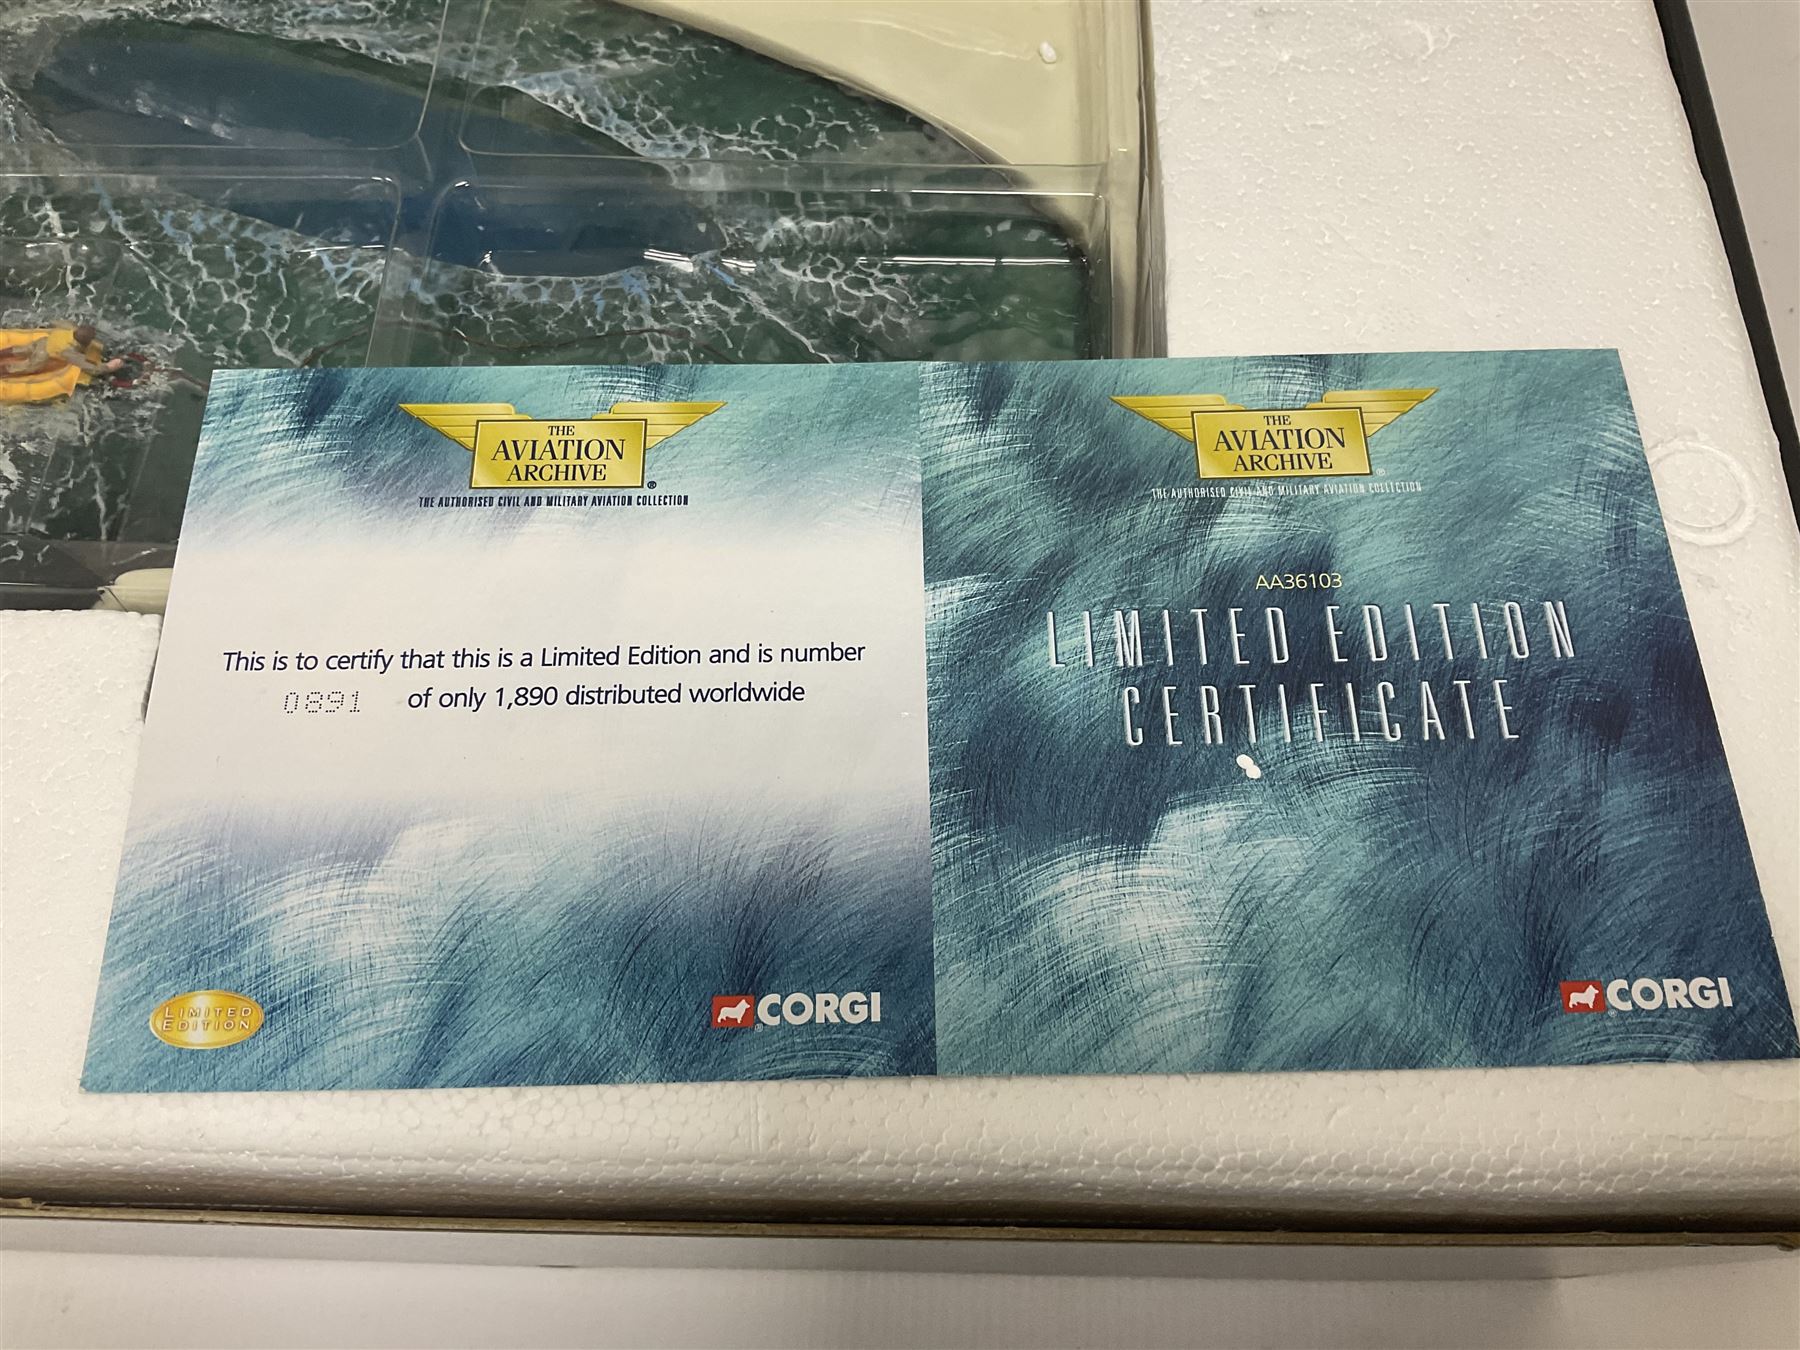 THE
AVIATION
ARCHIVE
®
THE AUTHORISED CIVIL AND MILITARY AVIATION COLLECTION
This is to certify that this is a Limited Edition and is number
0891 of only 1,890 distributed worldwide
LIMITED
EDITION
CORGI
®
THE
AVIATION
ARCHIVE
®
THE AUTHORISED CIVIL AND MILITARY AVIATION COLLECTION
AA36103
LIMITED EDITION
CERTIFICATE
CORGI
®